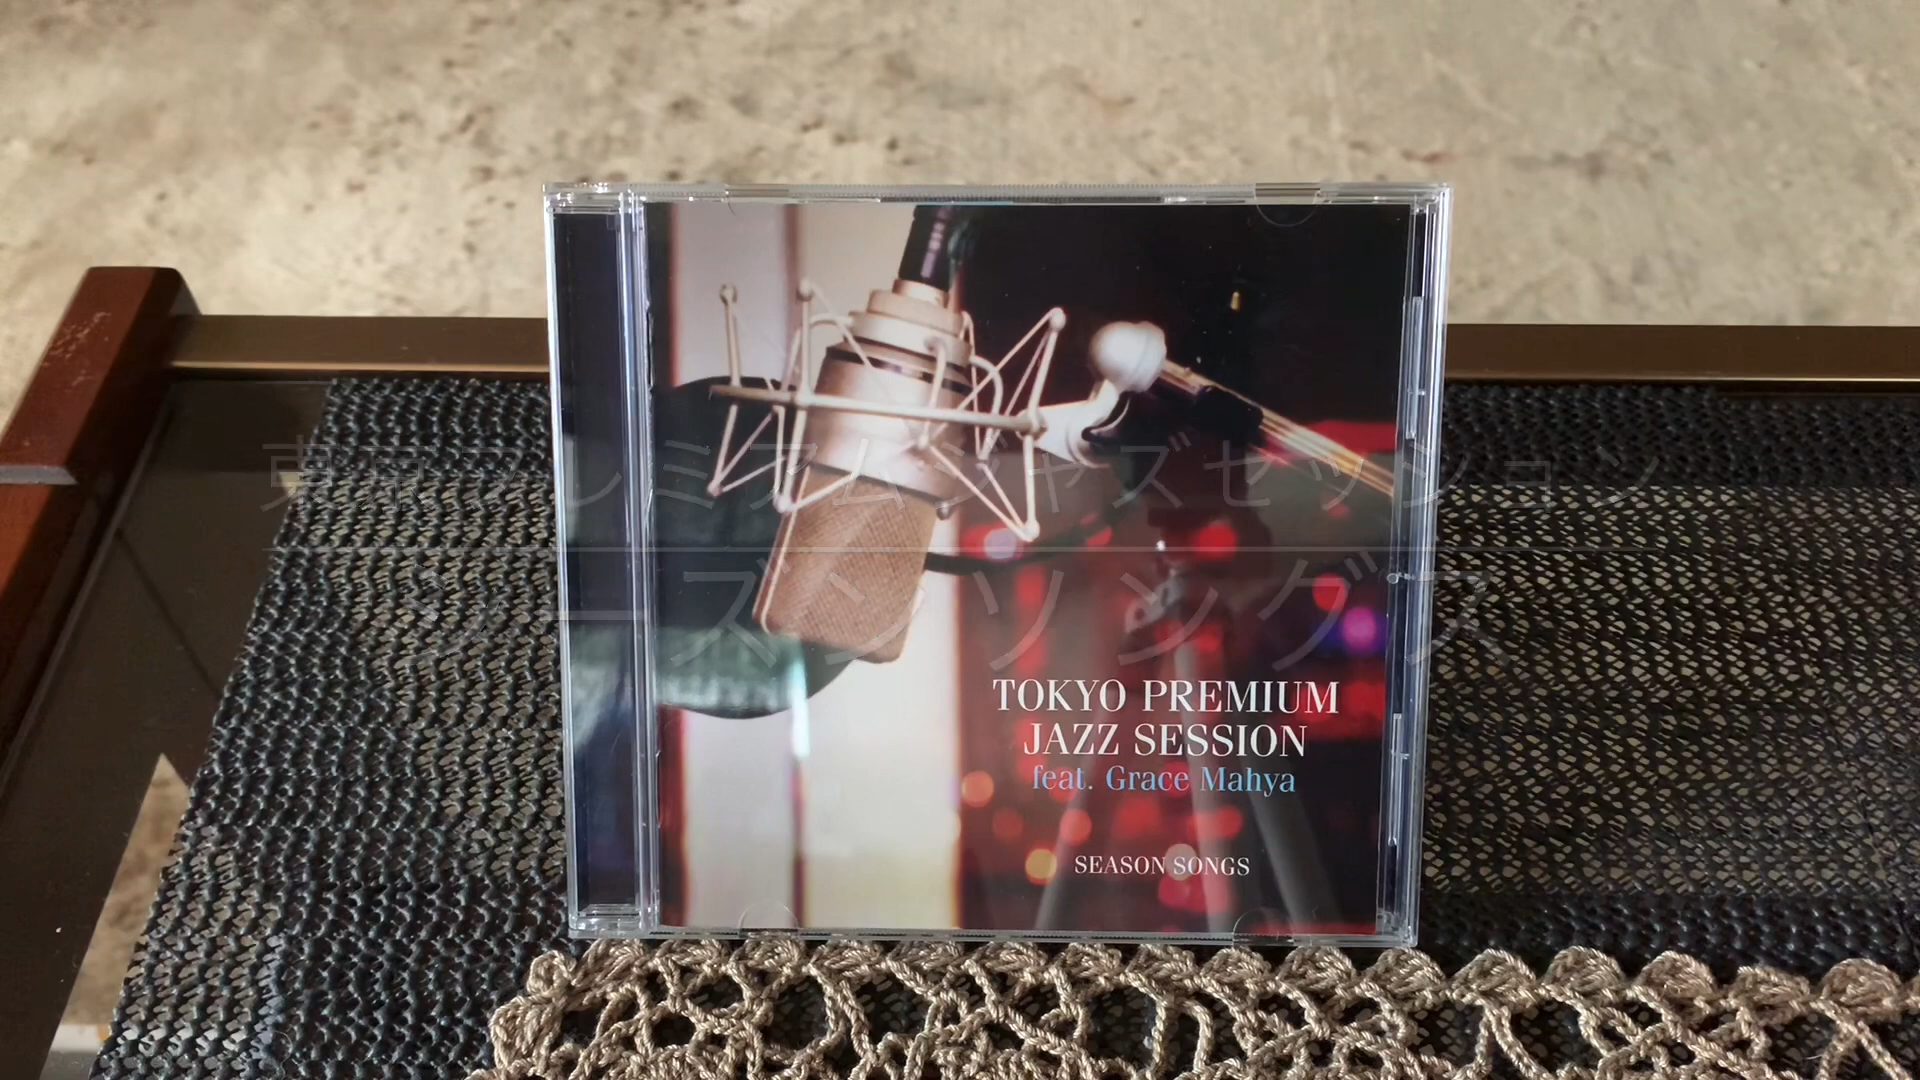 東京プレミアムジャズセッション
シーズンソングス
TOKYO PREMIUM
JAZZ SESSION
feat. Grace Mahya
SEASON SONGS